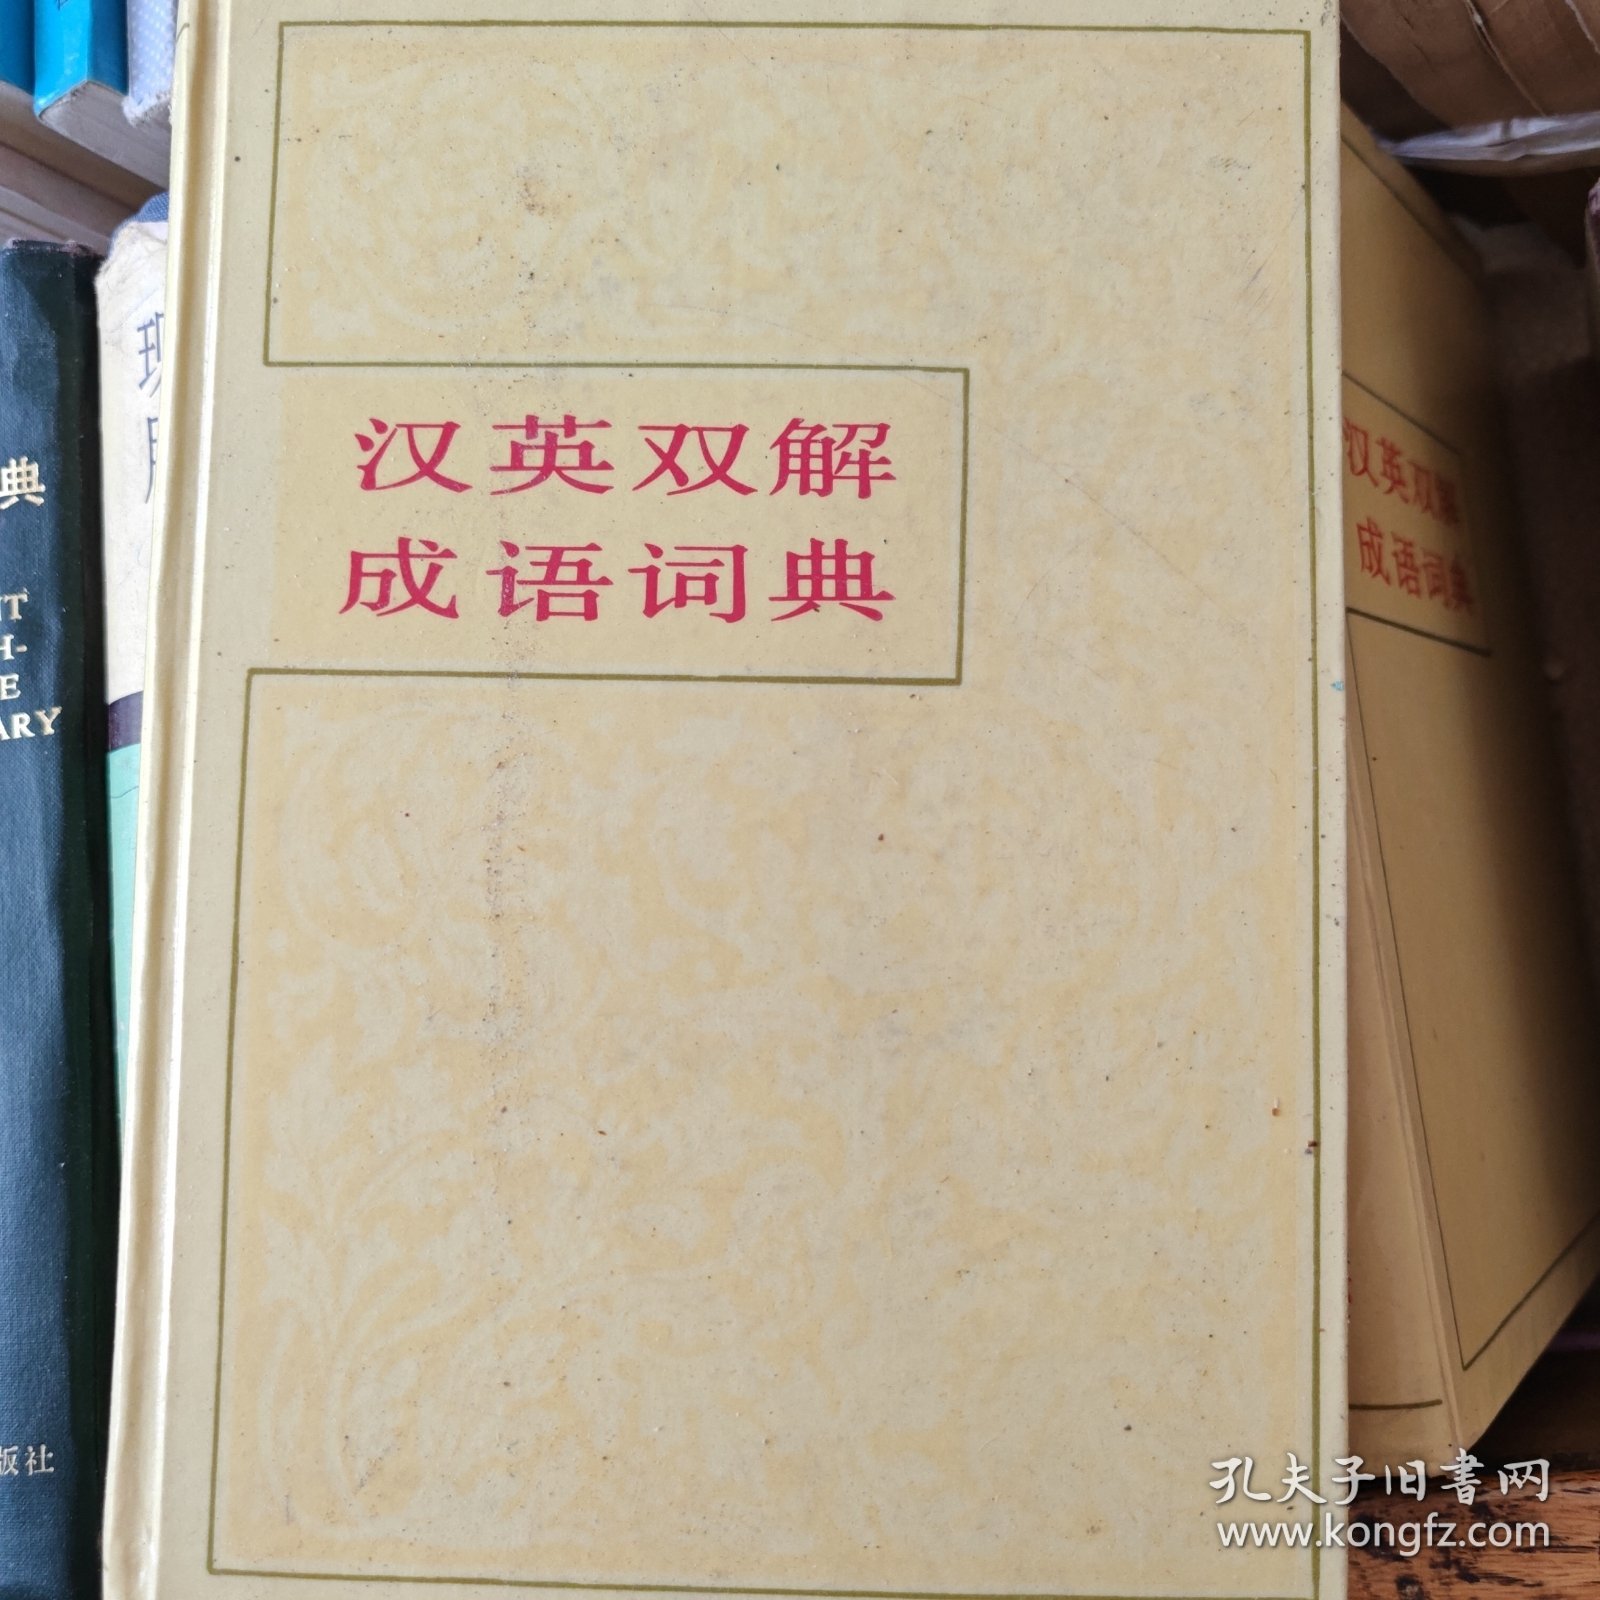 汉英双解
成语词典
汉英双解
成语词典
典
ARY
版社
孔夫子旧书网
www.kongfz.com